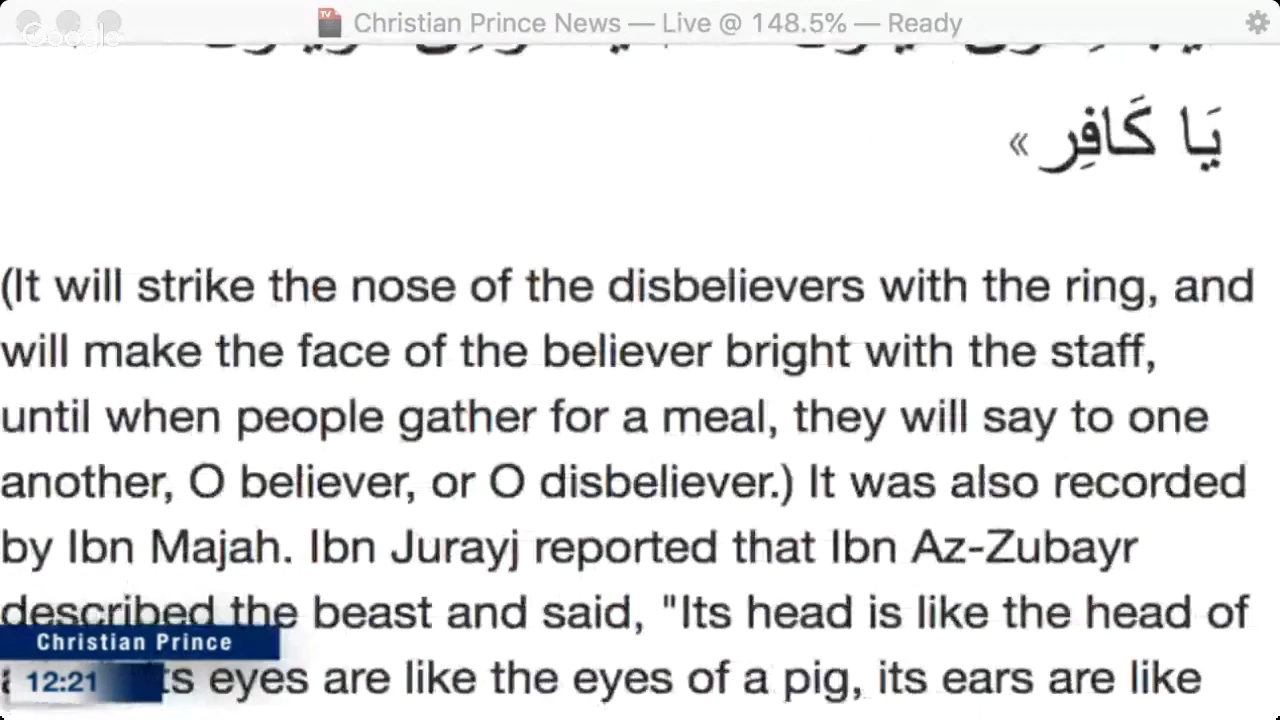 Christian Prince News — Live @ 148.5% — Ready
Google
يَا كَافِر »
(It will strike the nose of the disbelievers with the ring, and
will make the face of the believer bright with the staff,
until when people gather for a meal, they will say to one
another, O believer, or O disbeliever.) It was also recorded
by Ibn Majah. Ibn Jurayj reported that Ibn Az-Zubayr
described the beast and said, "Its head is like the head of
eyes are like the eyes of a pig, its ears are like
Christian Prince
12:21